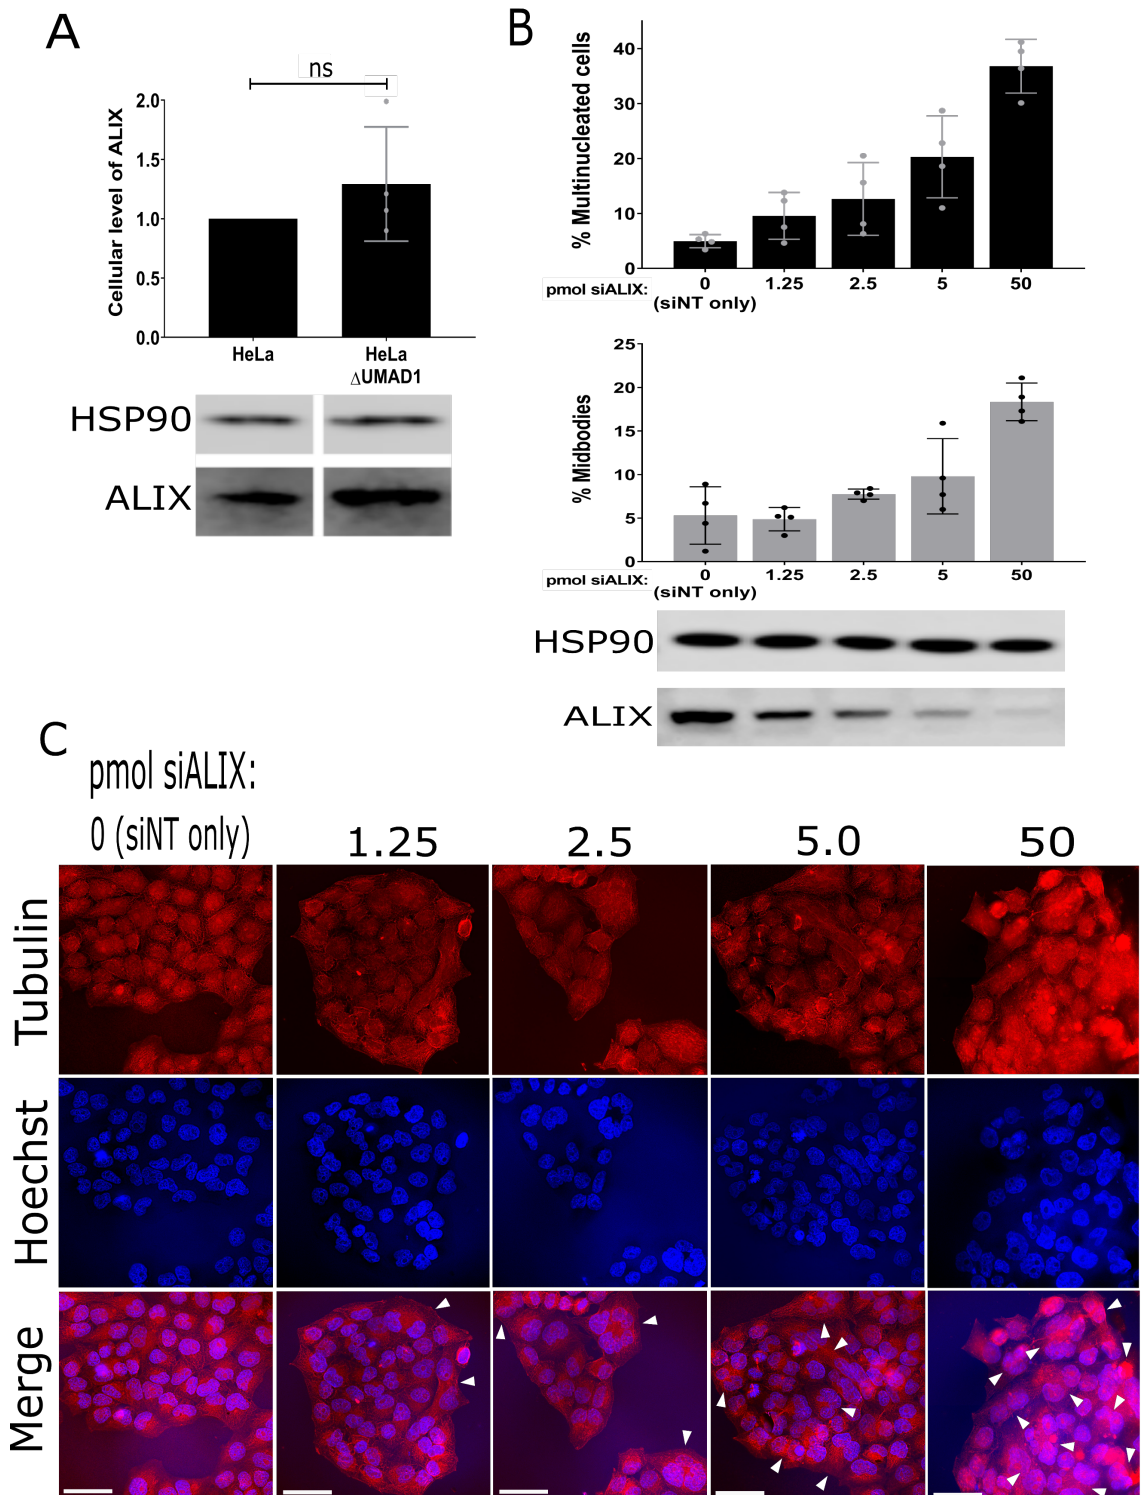 A
ns
Cellular level of ALIX
2.0
1.5
1.0
0.5
0.0
HeLa
HeLa
ΔUMAD1
HSP90
ALIX
B
% Multinucleated cells
40
30
20
10
0
pmol siALIX:
0
1.25
2.5
5
50
(siNT only)
% Midbodies
25
20
15
10
5
0
pmol siALIX:
0
1.25
2.5
5
50
(siNT only)
HSP90
ALIX
C
pmol siALIX:
0 (siNT only)
1.25
2.5
5.0
50
Tubulin
Hoechst
Merge